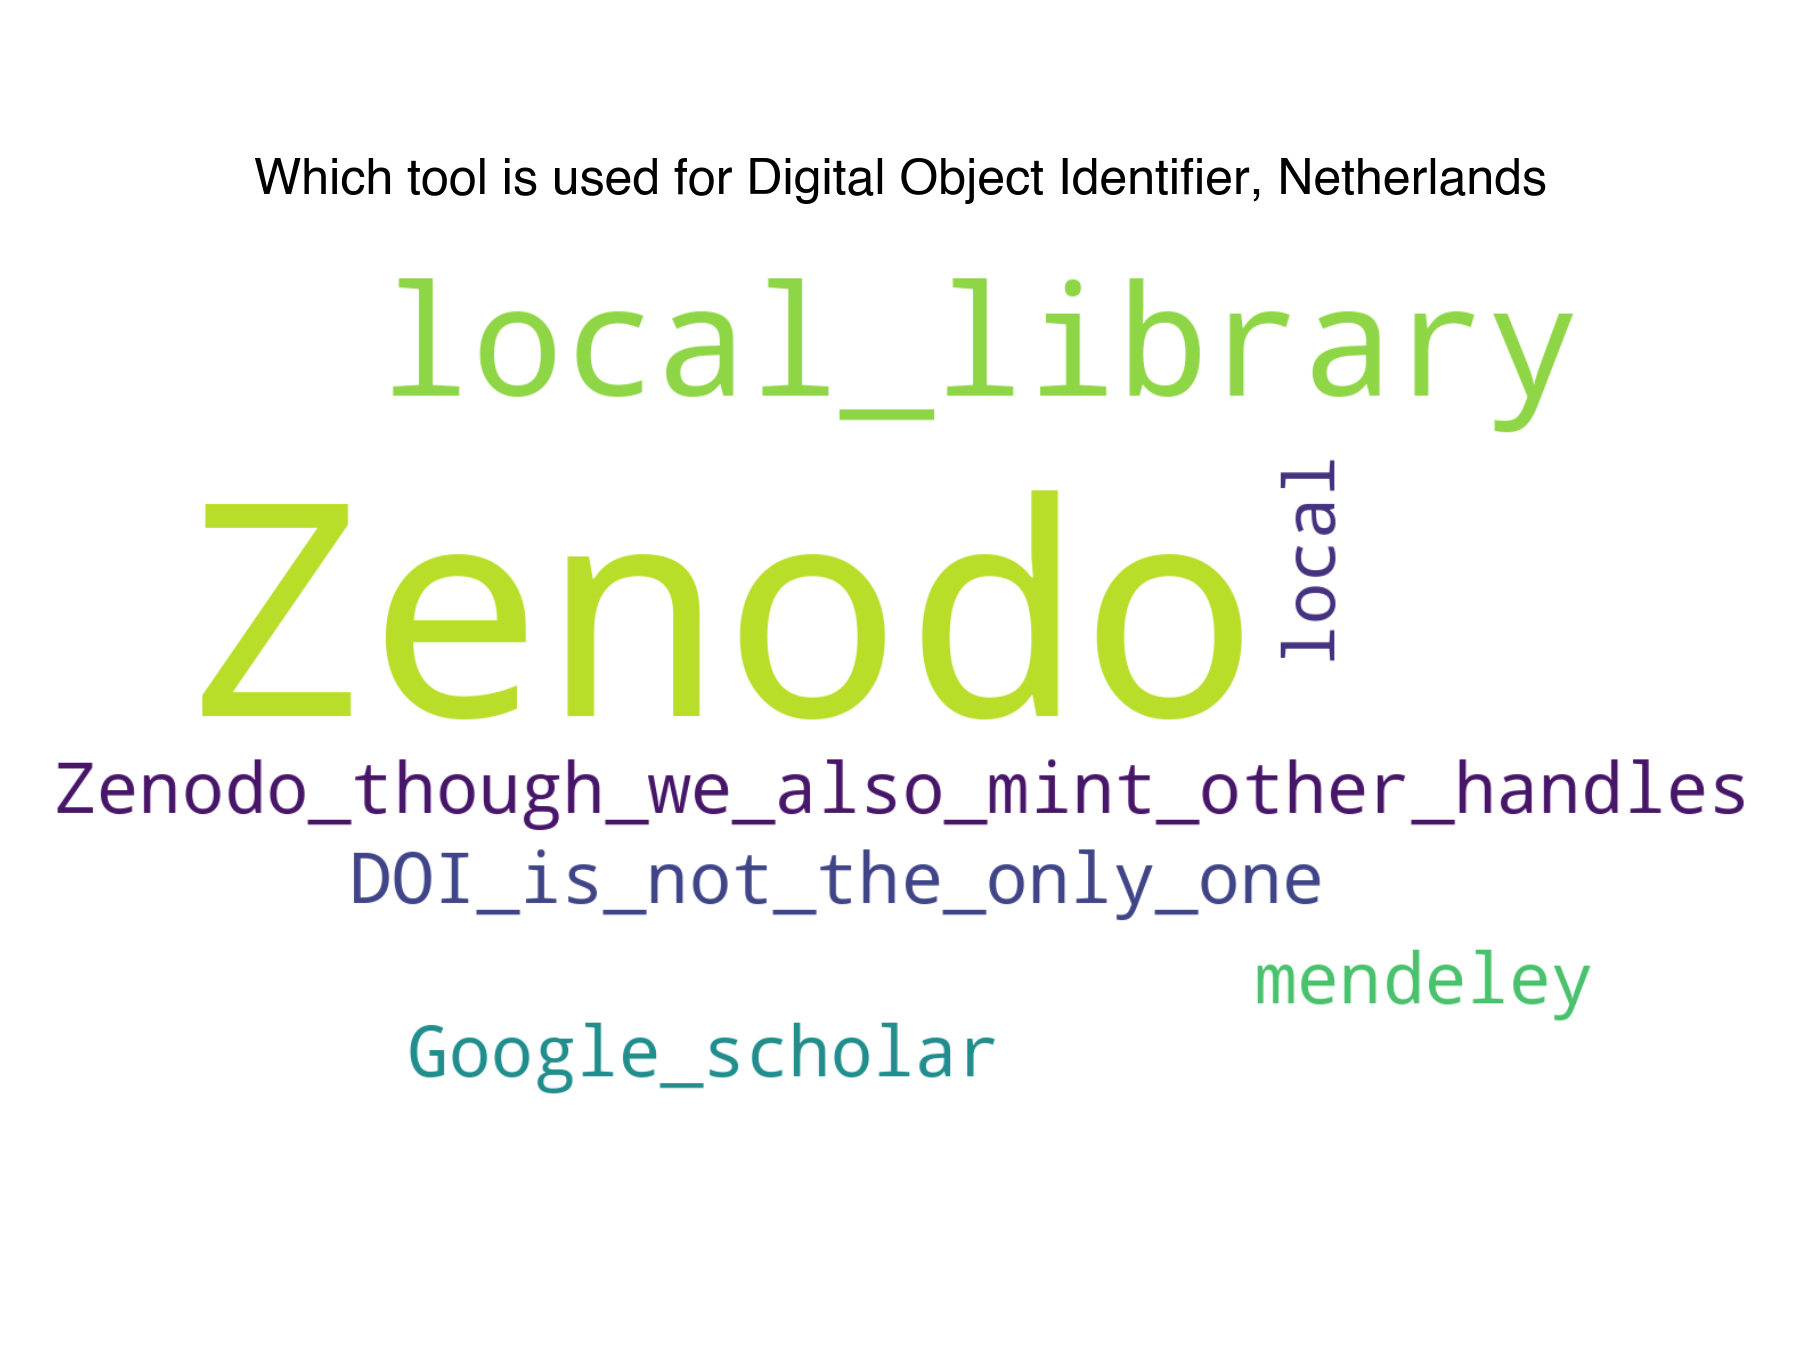 Which tool is used for Digital Object Identifier, Netherlands
local_library
Zenodo
local
Zenodo_though_we_also_mint_other_handles
DOI_is_not_the_only_one
mendeley
Google_scholar